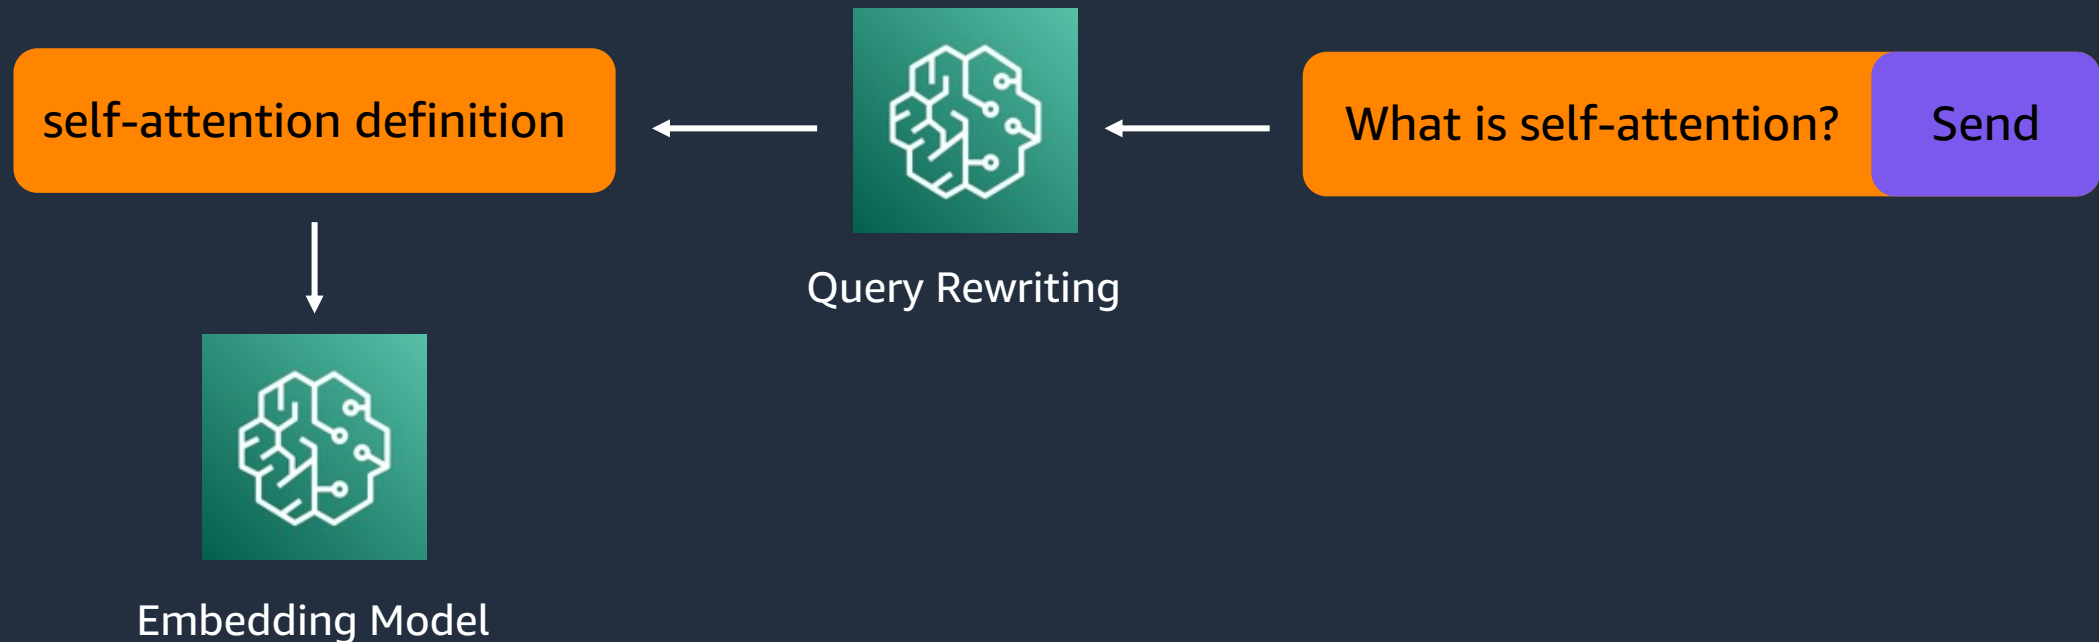 self-attention definition
What is self-attention?
Send
Query Rewriting
Embedding Model